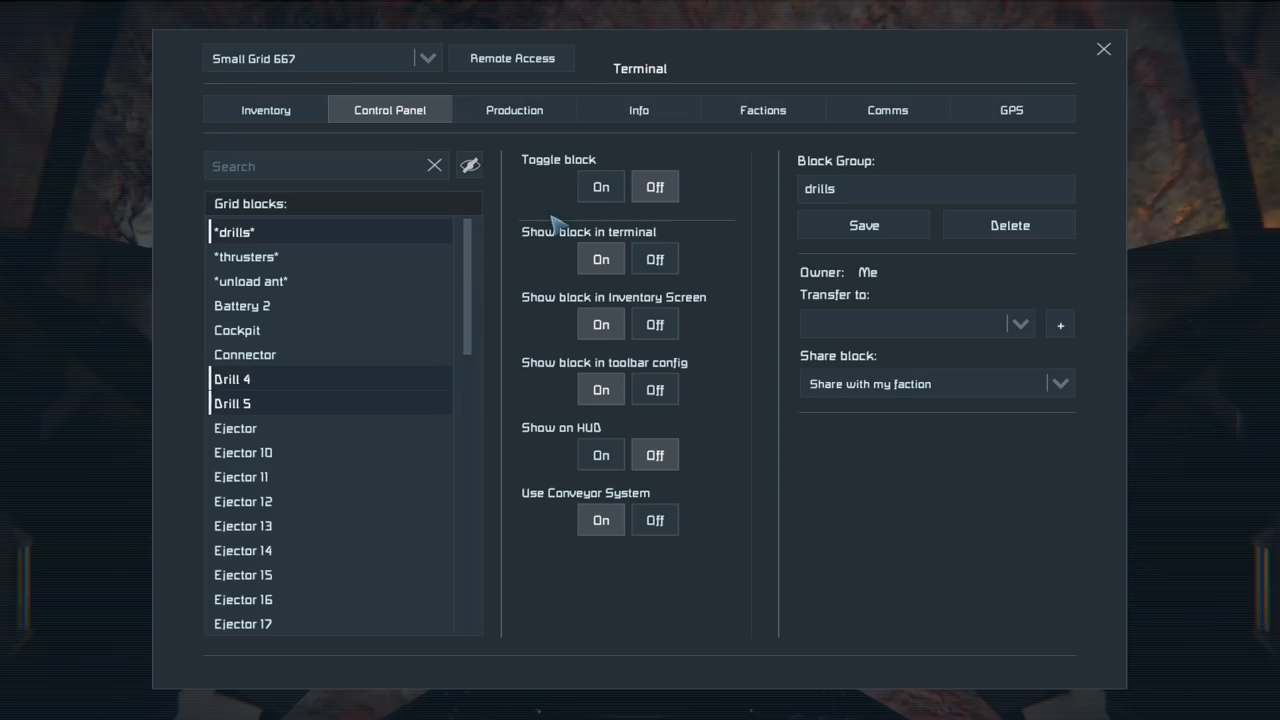 Small Grid 667
Remote Access
Terminal
Inventory
Control Panel
Production
Info
Factions
Comms
GPS
Search
Grid blocks:
*drills*
*thrusters*
*unload ant*
Battery 2
Cockpit
Connector
Drill 4
Drill 5
Ejector
Ejector 10
Ejector 11
Ejector 12
Ejector 13
Ejector 14
Ejector 15
Ejector 16
Ejector 17
Toggle block
On Off
Show block in terminal
On Off
Show block in Inventory Screen
On Off
Show block in toolbar config
On Off
Show on HUD
On Off
Use Conveyor System
On Off
Block Group:
drills
Save Delete
Owner: Me
Transfer to:
+
Share block:
Share with my faction